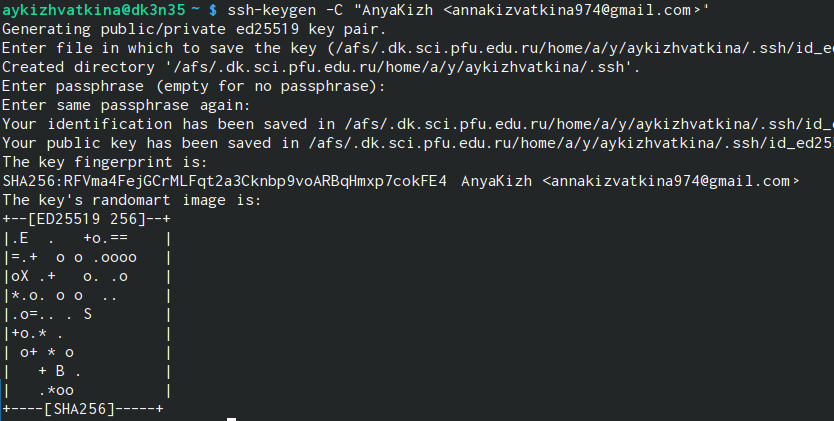 aykizhvatkina@dk3n35 ~ $ ssh-keygen -C "AnyaKizh <annakizvatkina974@gmail.com>"
Generating public/private ed25519 key pair.
Enter file in which to save the key (/afs/.dk.sci.pfu.edu.ru/home/a/y/aykizhvatkina/.ssh/id_ed
Created directory '/afs/.dk.sci.pfu.edu.ru/home/a/y/aykizhvatkina/.ssh'.
Enter passphrase (empty for no passphrase):
Enter same passphrase again:
Your identification has been saved in /afs/.dk.sci.pfu.edu.ru/home/a/y/aykizhvatkina/.ssh/id_
Your public key has been saved in /afs/.dk.sci.pfu.edu.ru/home/a/y/aykizhvatkina/.ssh/id_ed25
The key fingerprint is:
SHA256:RFVma4FejGCrMLFqt2a3Cknbp9voARBqHmxp7cokFE4 AnyaKizh <annakizvatkina974@gmail.com>
The key's randomart image is:
+--[ED25519 256]--+
|.E  .   +o.==    |
|=.+  o o .oooo   |
|oX .+   o. .o    |
|*.o. o o  ..     |
|.o=.. . S        |
|+o.* .           |
| o+ * o          |
|   + B .         |
|   .*oo          |
+----[SHA256]-----+